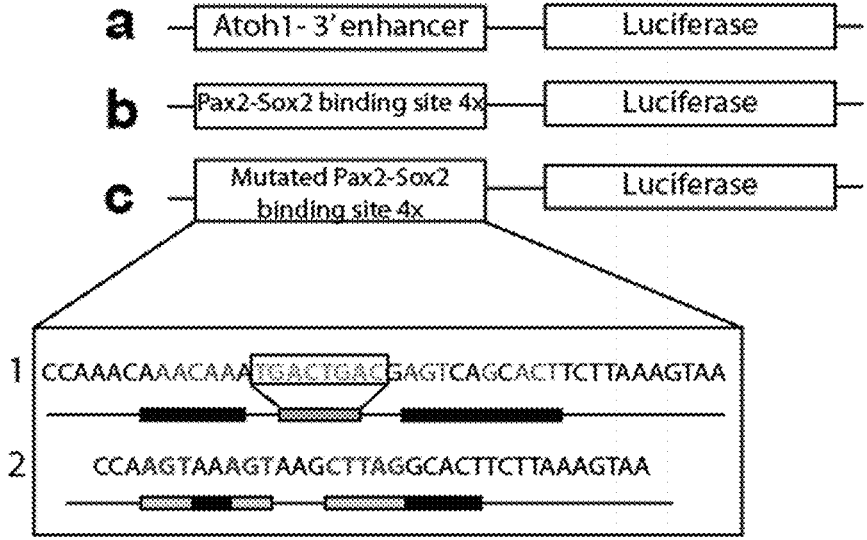 a Atoh1- 3' enhancer Luciferase
b Pax2-Sox2 binding site 4x Luciferase
c Mutated Pax2-Sox2 binding site 4x Luciferase
1 CCAAACAAACAAATGACTGACGAGTCAGCACTTCTTAAAGTAA
2 CCAAGTAAAGTAAGCTTAGGCACTTCTTAAAGTAA